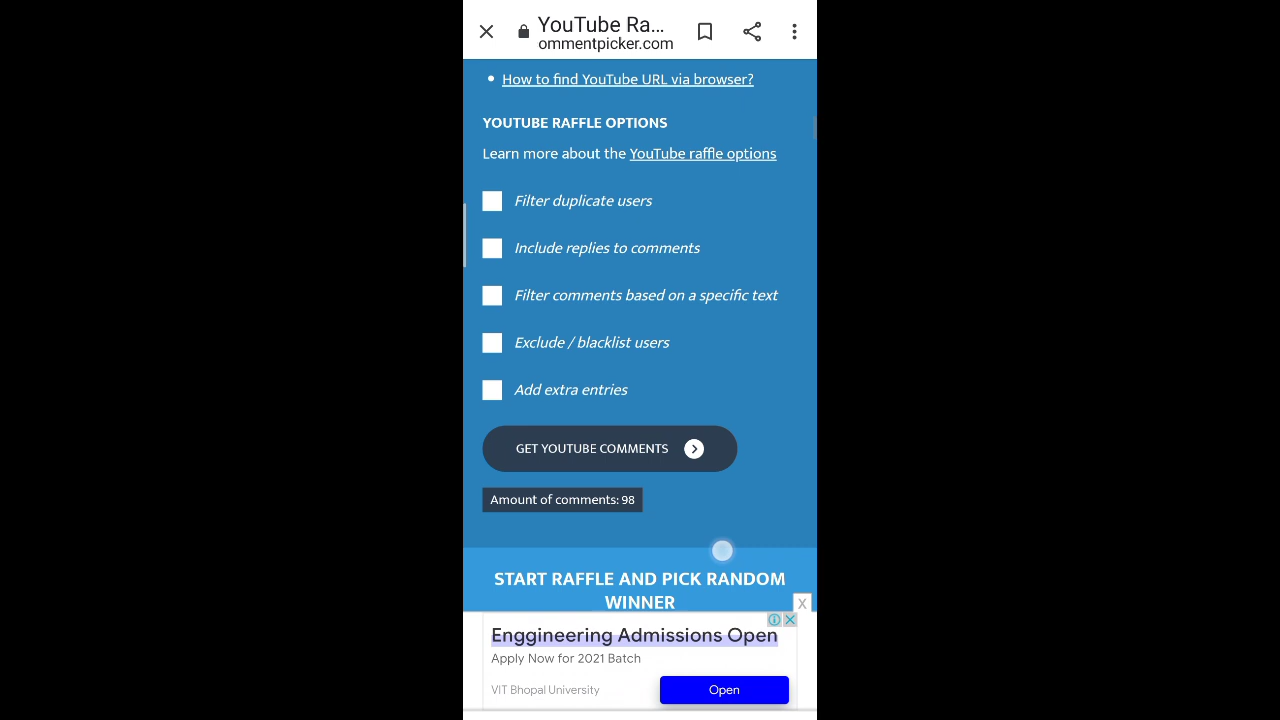 YouTube Ra...
ommentpicker.com
How to find YouTube URL via browser?
YOUTUBE RAFFLE OPTIONS
Learn more about the YouTube raffle options
Filter duplicate users
Include replies to comments
Filter comments based on a specific text
Exclude / blacklist users
Add extra entries
GET YOUTUBE COMMENTS
Amount of comments: 98
START RAFFLE AND PICK RANDOM
WINNER
X
Enggineering Admissions Open
Apply Now for 2021 Batch
VIT Bhopal University
Open